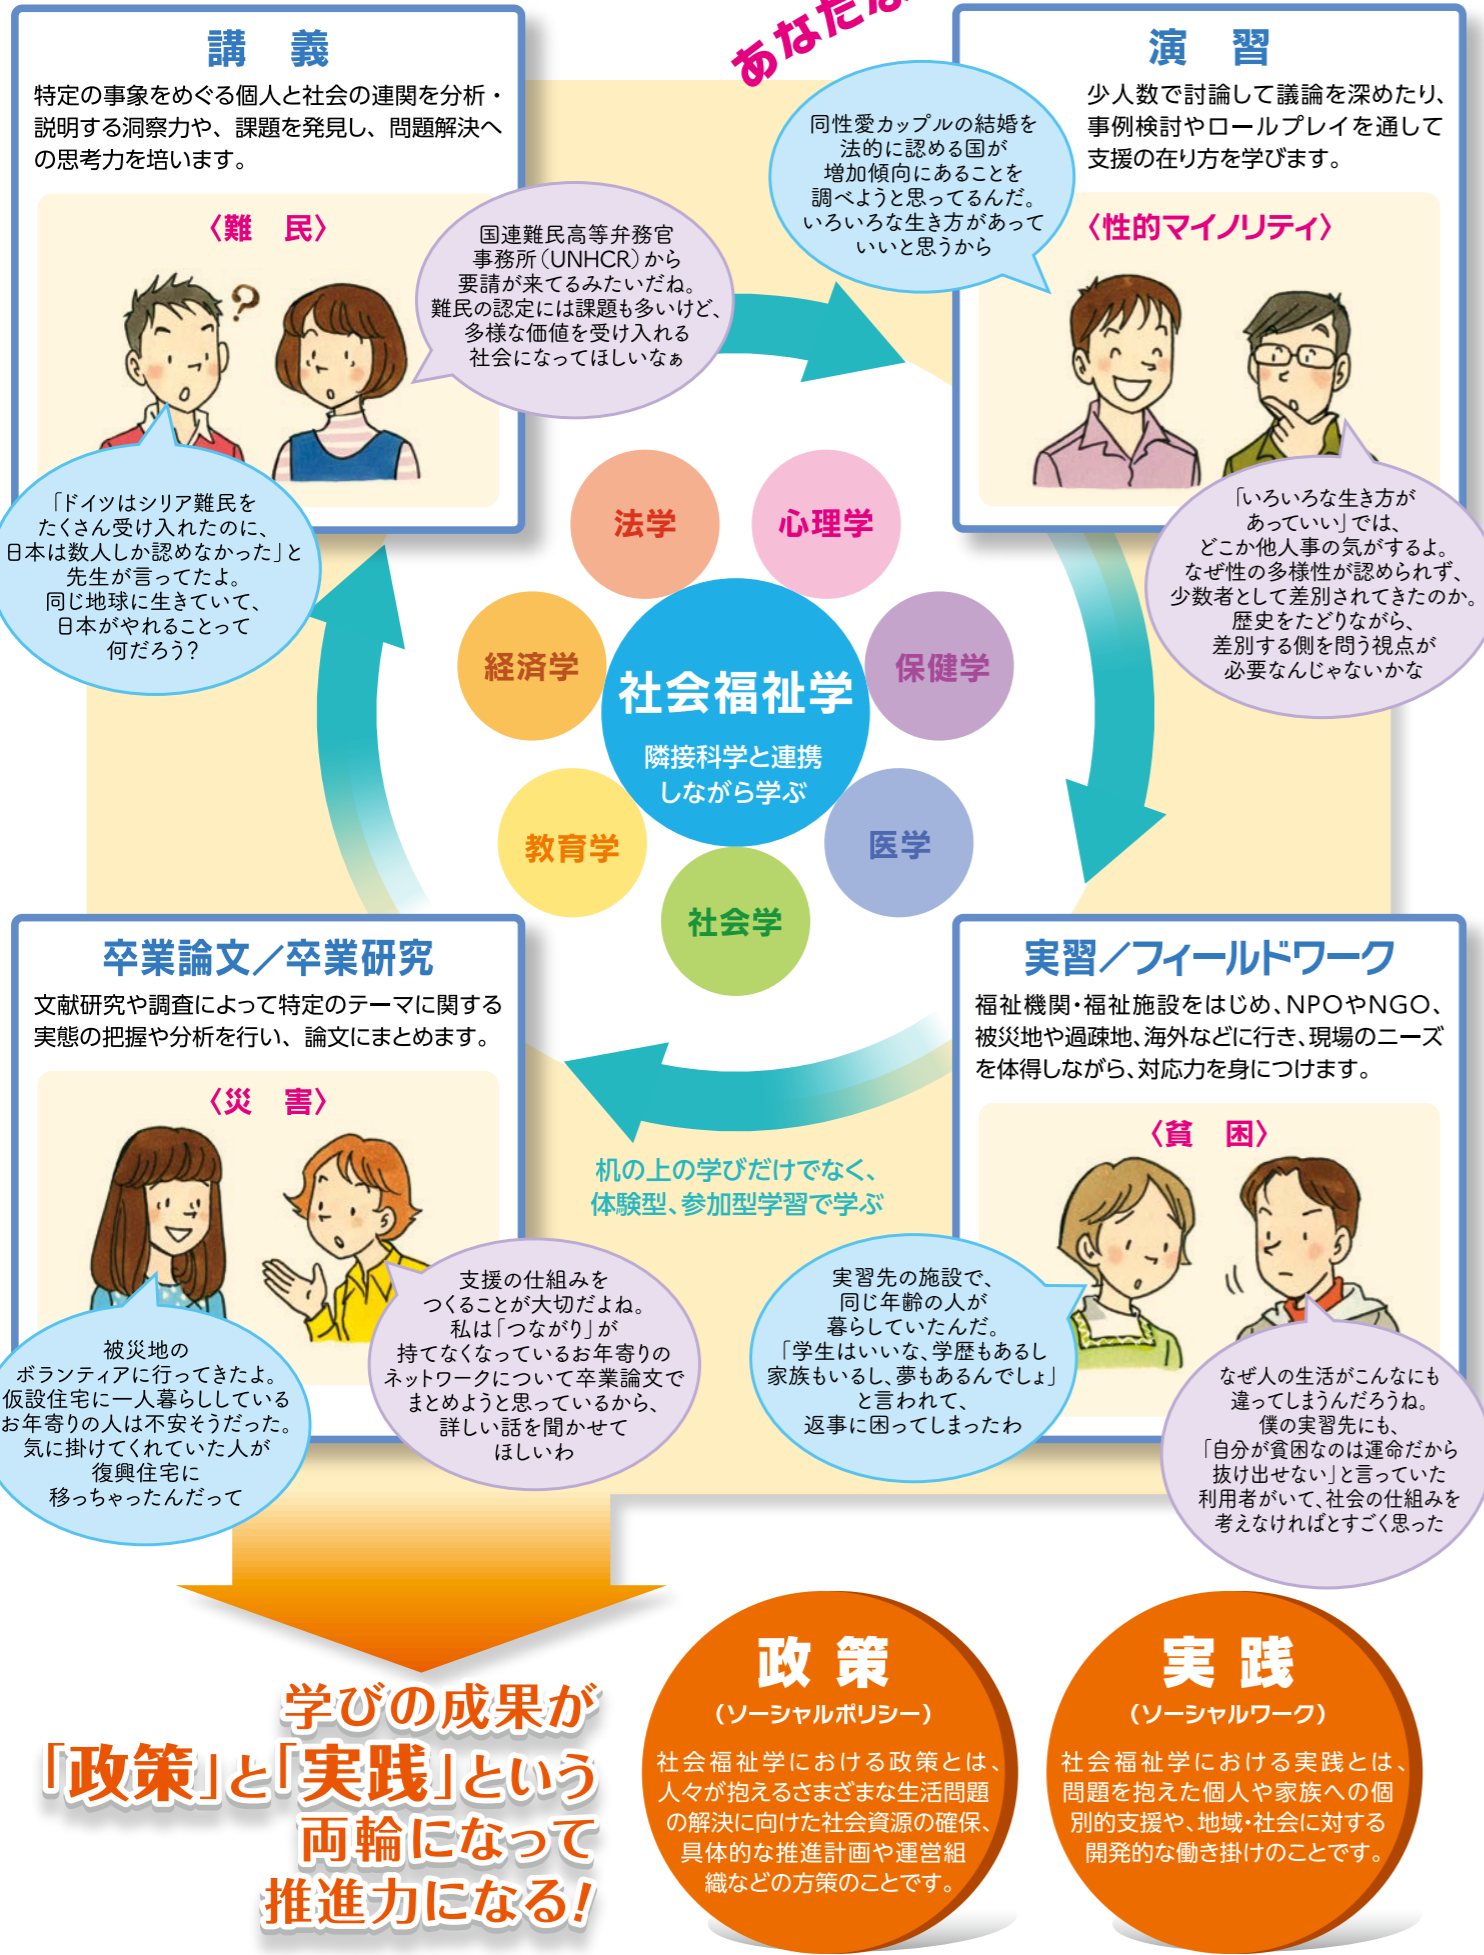 あなたな
講　義
特定の事象をめぐる個人と社会の連関を分析・
説明する洞察力や、課題を発見し、問題解決へ
の思考力を培います。
〈難　民〉
国連難民高等弁務官
事務所（UNHCR）から
要請が来てるみたいだね。
難民の認定には課題も多いけど、
多様な価値を受け入れる
社会になってほしいなぁ
「ドイツはシリア難民を
たくさん受け入れたのに、
日本は数人しか認めなかった」と
先生が言ってたよ。
同じ地球に生きていて、
日本がやれることって
何だろう？
演　習
少人数で討論して議論を深めたり、
事例検討やロールプレイを通して
支援の在り方を学びます。
〈性的マイノリティ〉
同性愛カップルの結婚を
法的に認める国が
増加傾向にあることを
調べようと思ってるんだ。
いろいろな生き方があって
いいと思うから
「いろいろな生き方が
あっていい」では、
どこか他人事の気がするよ。
なぜ性の多様性が認められず、
少数者として差別されてきたのか。
歴史をたどりながら、
差別する側を問う視点が
必要なんじゃないかな
法学
心理学
経済学
保健学
社会福祉学
隣接科学と連携
しながら学ぶ
教育学
医学
社会学
実習／フィールドワーク
福祉機関・福祉施設をはじめ、NPOやNGO、
被災地や過疎地、海外などに行き、現場のニーズ
を体得しながら、対応力を身につけます。
〈貧　困〉
実習先の施設で、
同じ年齢の人が
暮らしていたんだ。
「学生はいいな、学歴もあるし
家族もいるし、夢もあるんでしょ」
と言われて、
返事に困ってしまったわ
なぜ人の生活がこんなにも
違ってしまうんだろうね。
僕の実習先にも、
「自分が貧困なのは運命だから
抜け出せない」と言っていた
利用者がいて、社会の仕組みを
考えなければとすごく思った
机の上の学びだけでなく、
体験型、参加型学習で学ぶ
卒業論文／卒業研究
文献研究や調査によって特定のテーマに関する
実態の把握や分析を行い、論文にまとめます。
〈災　害〉
被災地の
ボランティアに行ってきたよ。
仮設住宅に一人暮らししている
お年寄りの人は不安そうだった。
気に掛けてくれていた人が
復興住宅に
移っちゃったんだって
支援の仕組みを
つくることが大切だよね。
私は「つながり」が
持てなくなっているお年寄りの
ネットワークについて卒業論文で
まとめようと思っているから、
詳しい話を聞かせて
ほしいわ
学びの成果が
「政策」と「実践」という
両輪になって
推進力になる！
政 策
（ソーシャルポリシー）
社会福祉学における政策とは、
人々が抱えるさまざまな生活問題
の解決に向けた社会資源の確保、
具体的な推進計画や運営組
織などの方策のことです。
実 践
（ソーシャルワーク）
社会福祉学における実践とは、
問題を抱えた個人や家族への個
別的支援や、地域・社会に対する
開発的な働き掛けのことです。